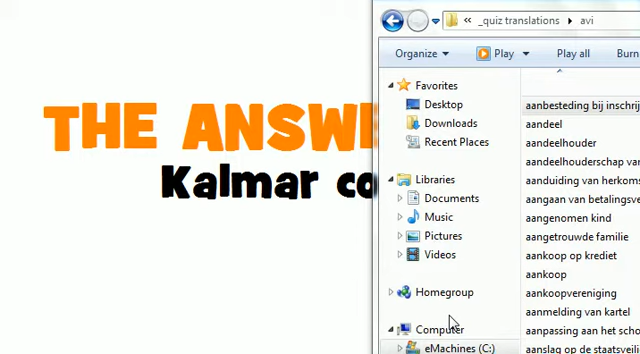 THE ANSW
Kalmar co
« _quiz translations ▸ avi
Organize Play Play all Burn
Favorites
Desktop
Downloads
Recent Places
Libraries
Documents
Music
Pictures
Videos
Homegroup
Computer
eMachines (C:)
aanbesteding bij inschrij
aandeel
aandeelhouder
aandeelhouderschap va
aanduiding van herkoms
aangaan van betalingsve
aangenomen kind
aangetrouwde familie
aankoop op krediet
aankoop
aankoopvereniging
aanmelding van kartel
aanpassing aan het scho
aanslag op de staatsveilig